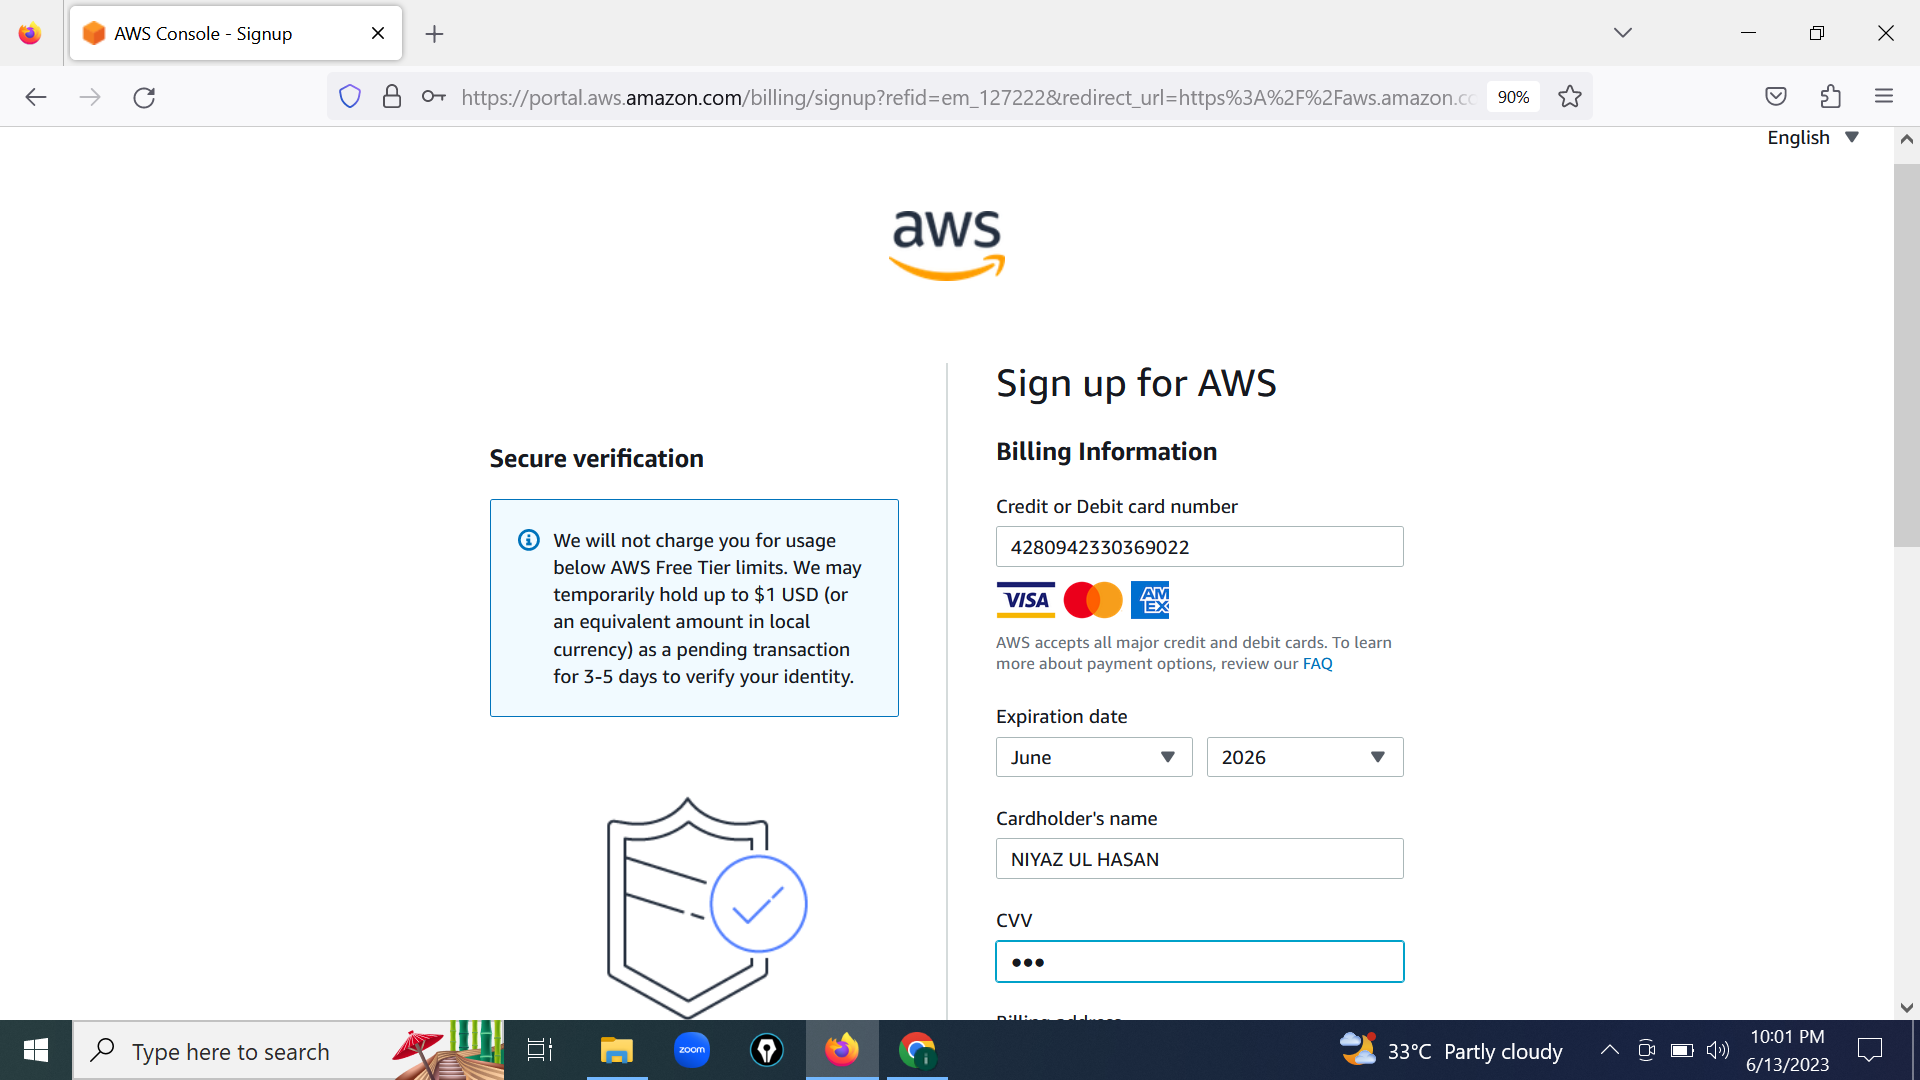 AWS Console - Signup
https://portal.aws.amazon.com/billing/signup?refid=em_127222&redirect_url=https%3A%2F%2Faws.amazon.co
90%
English
aws
Sign up for AWS
Secure verification
We will not charge you for usage
below AWS Free Tier limits. We may
temporarily hold up to $1 USD (or
an equivalent amount in local
currency) as a pending transaction
for 3-5 days to verify your identity.
Billing Information
Credit or Debit card number
4280942330369022
VISA
AM
EX
AWS accepts all major credit and debit cards. To learn
more about payment options, review our FAQ
Expiration date
June
2026
Cardholder's name
NIYAZ UL HASAN
CVV
•••
Billing address
Type here to search
zoom
33°C Partly cloudy
10:01 PM
6/13/2023